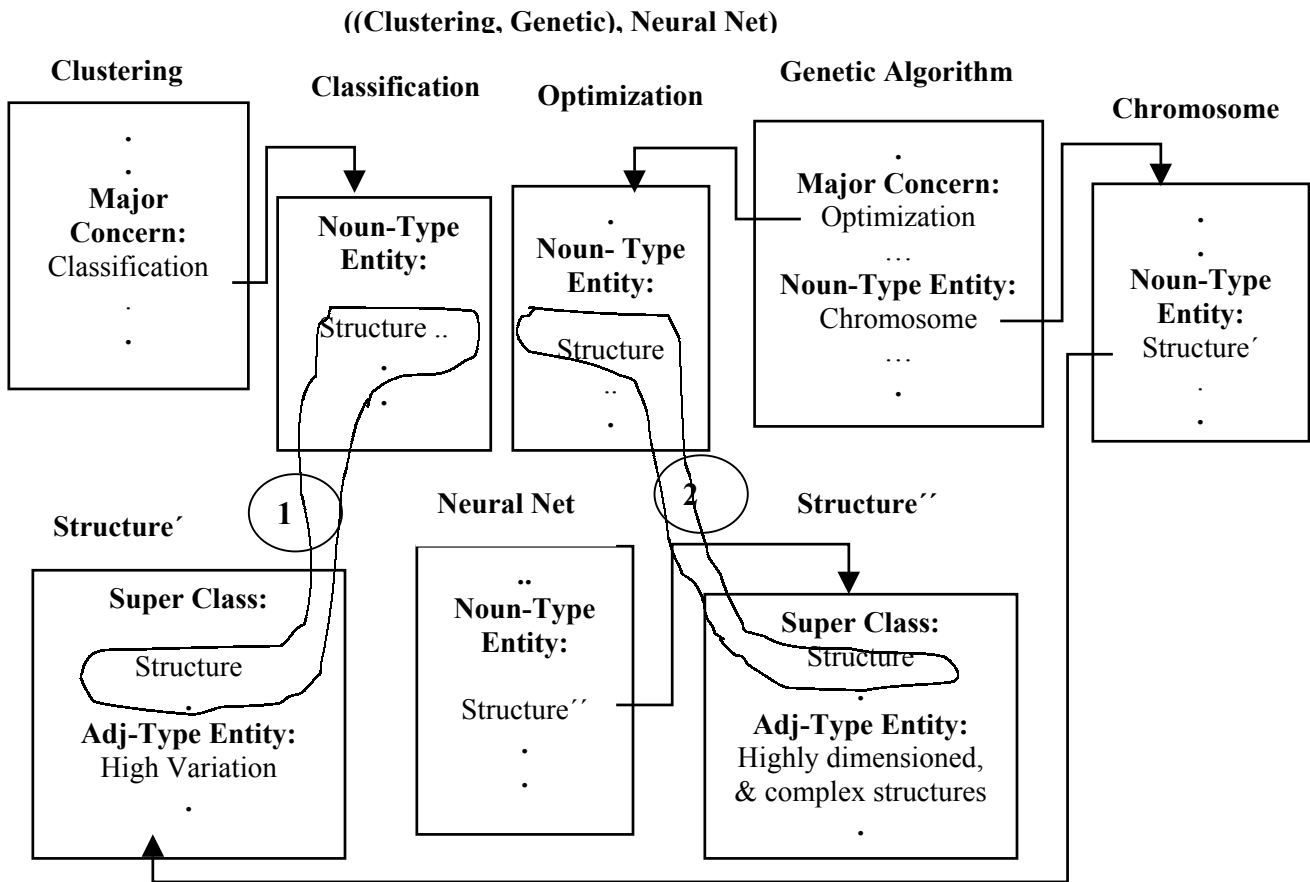 ((Clustering, Genetic), Neural Net)
Clustering
.
.
Major
Concern:
Classification
.
.
Classification
Noun-Type
Entity:
Structure ..
.
.
Optimization
.
Noun- Type
Entity:
Structure
..
.
Genetic Algorithm
.
Major Concern:
Optimization
…
Noun-Type Entity:
Chromosome
…
.
Chromosome
.
.
Noun-Type
Entity:
Structure´
.
.
1
2
Structure´
Super Class:
Structure
.
Adj-Type Entity:
High Variation
.
Neural Net
..
Noun-Type
Entity:
Structure´´
.
.
Structure´´
Super Class:
Structure
.
Adj-Type Entity:
Highly dimensioned,
& complex structures
.